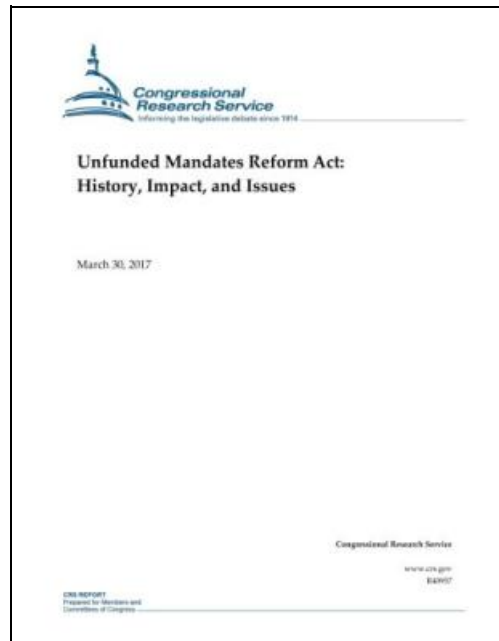 Congressional
Research Service
Informing the legislative debate since 1914
Unfunded Mandates Reform Act:
History, Impact, and Issues
March 30, 2017
Congressional Research Service
www.crs.gov
R40957
CRS REPORT
Prepared for Members and
Committees of Congress